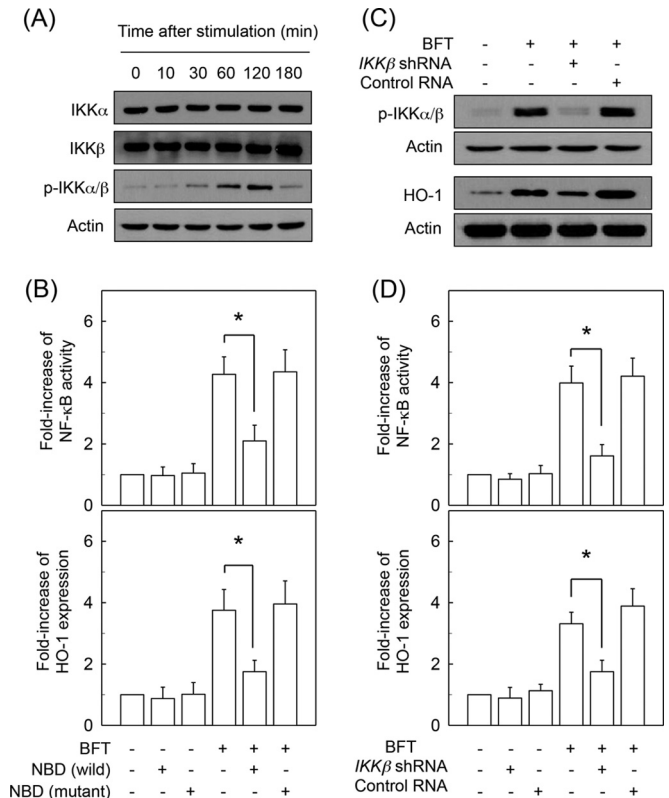 (A)
Time after stimulation (min)
0 10 30 60 120 180
IKKα
IKKβ
p-IKKα/β
Actin
(B)
Fold-increase of
NF-κB activity
6
4
2
0
*
Fold-increase of
HO-1 expression
6
4
2
0
*
BFT - - - + + +
NBD (wild) - + - - + -
NBD (mutant) - - + - - +
(C)
BFT - + + +
IKKβ shRNA - - + -
Control RNA - - - +
p-IKKα/β
Actin
HO-1
Actin
(D)
Fold-increase of
NF-κB activity
6
4
2
0
*
Fold-increase of
HO-1 expression
6
4
2
0
*
BFT - - - + + +
IKKβ shRNA - + - - + -
Control RNA - - + - - +